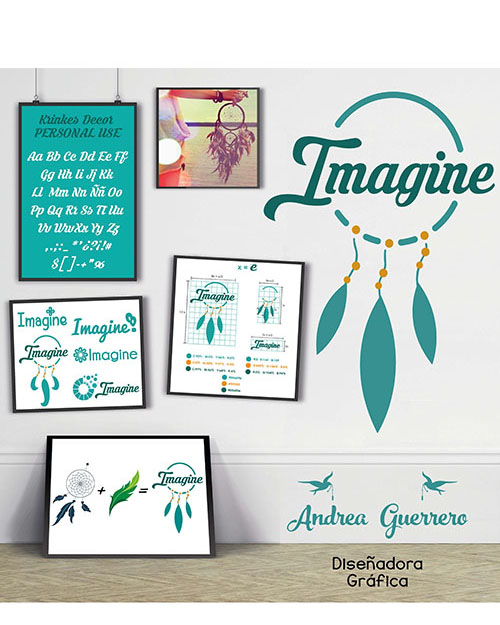 Krinkes Decor
PERSONAL USE
Aa Bb Cc Dd Ee Ff
Gg Hh Ii Jj Kk
Ll Mm Nn Ññ Oo
Pp Qq Rr Ss Tt Uu
Vv WwXx Yy Zz
Imagine
x = e
Imagine
Imagine
Imagine
Imagine!
Imagine
Imagine
Imagine
+ =
Imagine
Andrea Guerrero
Diseñadora
Gráfica